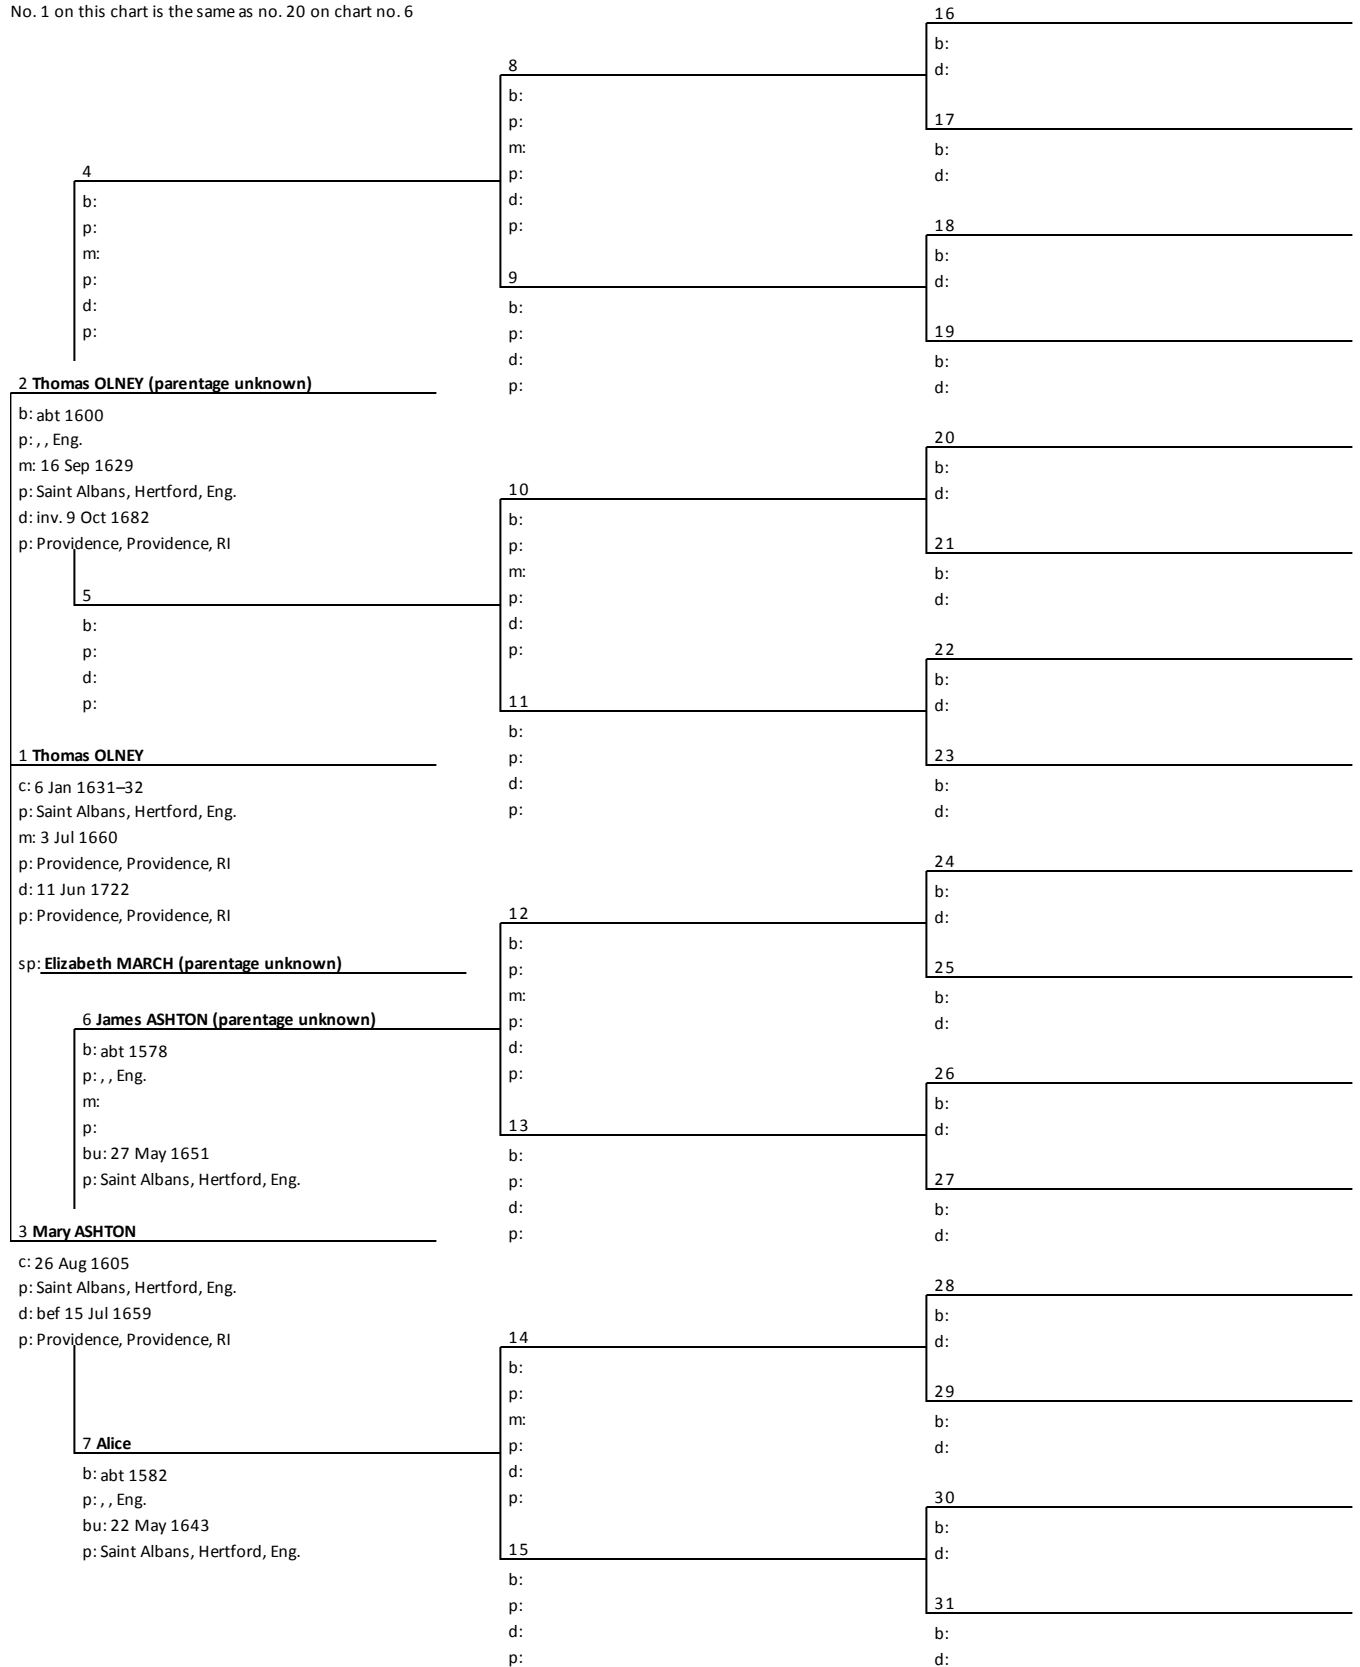 No. 1 on this chart is the same as no. 20 on chart no. 6
16
b:
d:
8
b:
p:
m:
p:
d:
p:
17
b:
d:
4
b:
p:
m:
p:
d:
p:
18
b:
d:
9
b:
p:
d:
p:
19
b:
d:
2 Thomas OLNEY (parentage unknown)
b: abt 1600
p: , , Eng.
m: 16 Sep 1629
p: Saint Albans, Hertford, Eng.
d: inv. 9 Oct 1682
p: Providence, Providence, RI
20
b:
d:
10
b:
p:
m:
p:
d:
p:
21
b:
d:
5
b:
p:
d:
p:
22
b:
d:
11
b:
p:
d:
p:
23
b:
d:
1 Thomas OLNEY
c: 6 Jan 1631–32
p: Saint Albans, Hertford, Eng.
m: 3 Jul 1660
p: Providence, Providence, RI
d: 11 Jun 1722
p: Providence, Providence, RI
sp: Elizabeth MARCH (parentage unknown)
24
b:
d:
12
b:
p:
m:
p:
d:
p:
25
b:
d:
6 James ASHTON (parentage unknown)
b: abt 1578
p: , , Eng.
m:
p:
bu: 27 May 1651
p: Saint Albans, Hertford, Eng.
26
b:
d:
13
b:
p:
d:
p:
27
b:
d:
3 Mary ASHTON
c: 26 Aug 1605
p: Saint Albans, Hertford, Eng.
d: bef 15 Jul 1659
p: Providence, Providence, RI
28
b:
d:
14
b:
p:
m:
p:
d:
p:
29
b:
d:
7 Alice
b: abt 1582
p: , , Eng.
bu: 22 May 1643
p: Saint Albans, Hertford, Eng.
30
b:
d:
15
b:
p:
d:
p:
31
b:
d: